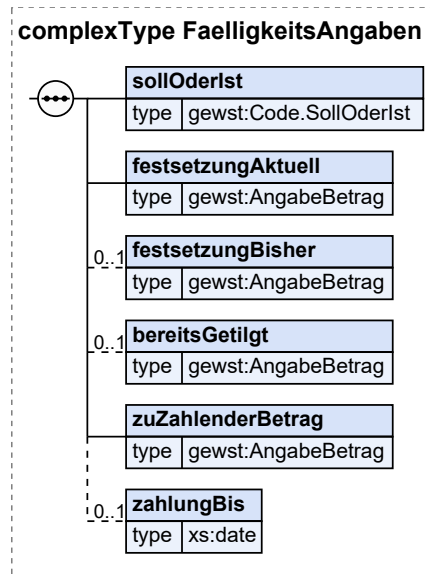 complexType FaelligkeitsAngaben
sollOderIst
type gewst:Code.SollOderIst
festsetzungAktuell
type gewst:AngabeBetrag
0..1 festsetzungBisher
type gewst:AngabeBetrag
0..1 bereitsGetilgt
type gewst:AngabeBetrag
zuZahlenderBetrag
type gewst:AngabeBetrag
0..1 zahlungBis
type xs:date